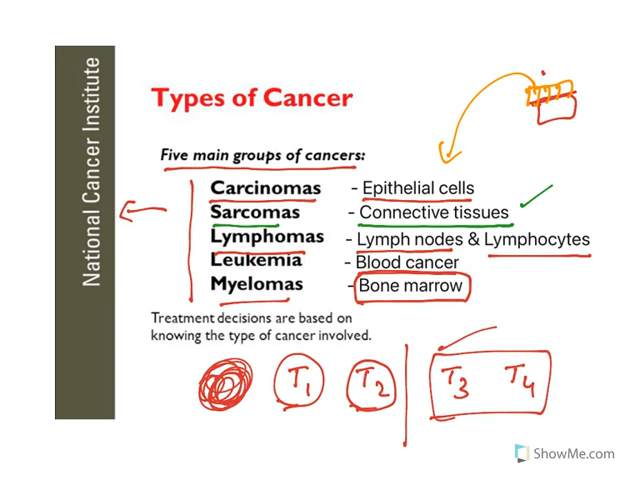 National Cancer Institute
Types of Cancer
Five main groups of cancers:
Carcinomas - Epithelial cells
Sarcomas - Connective tissues
Lymphomas - Lymph nodes & Lymphocytes
Leukemia - Blood cancer
Myelomas - Bone marrow
Treatment decisions are based on
knowing the type of cancer involved.
T1 T2 T3 T4
ShowMe.com